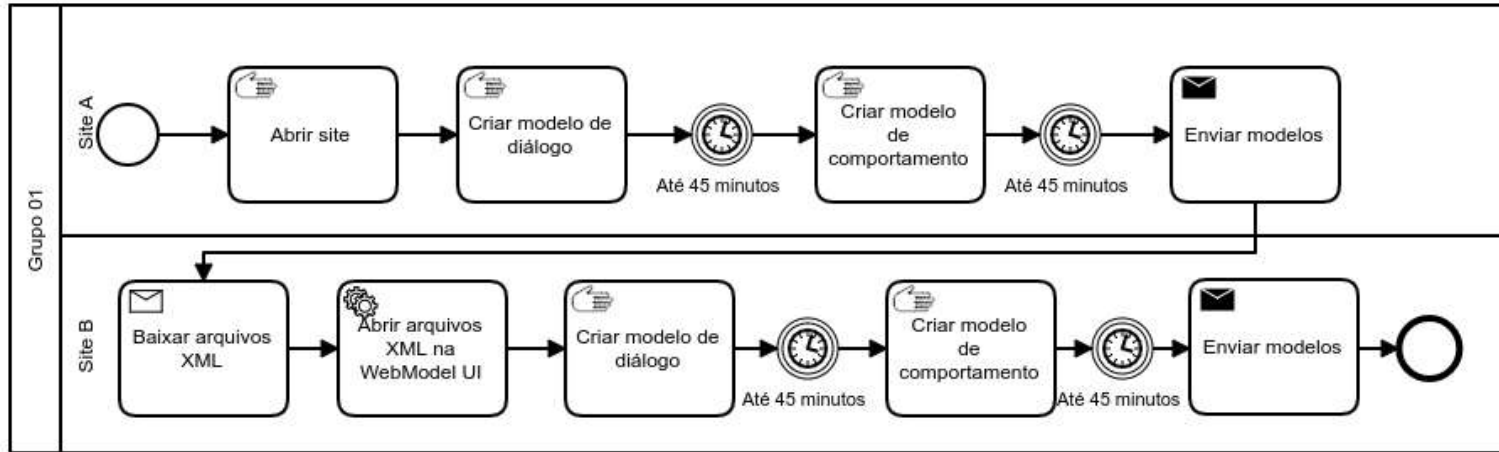 Grupo 01
Site A
Abrir site
Criar modelo de
diálogo
Até 45 minutos
Criar modelo
de
comportamento
Até 45 minutos
Enviar modelos
Site B
Baixar arquivos
XML
Abrir arquivos
XML na
WebModel UI
Criar modelo de
diálogo
Até 45 minutos
Criar modelo
de
comportamento
Até 45 minutos
Enviar modelos